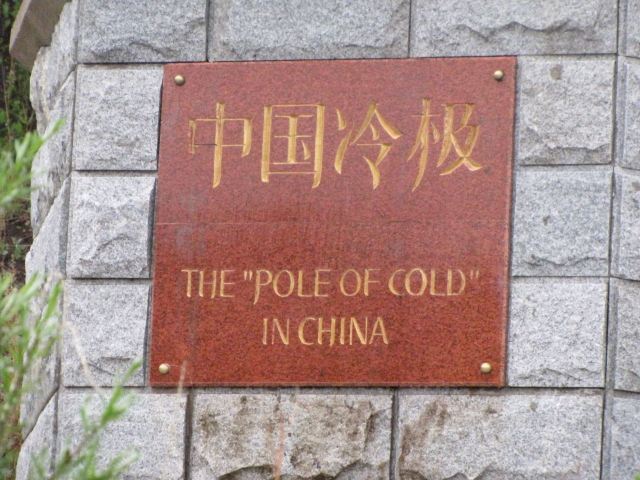 中国冷极
THE "POLE OF COLD"
IN CHINA